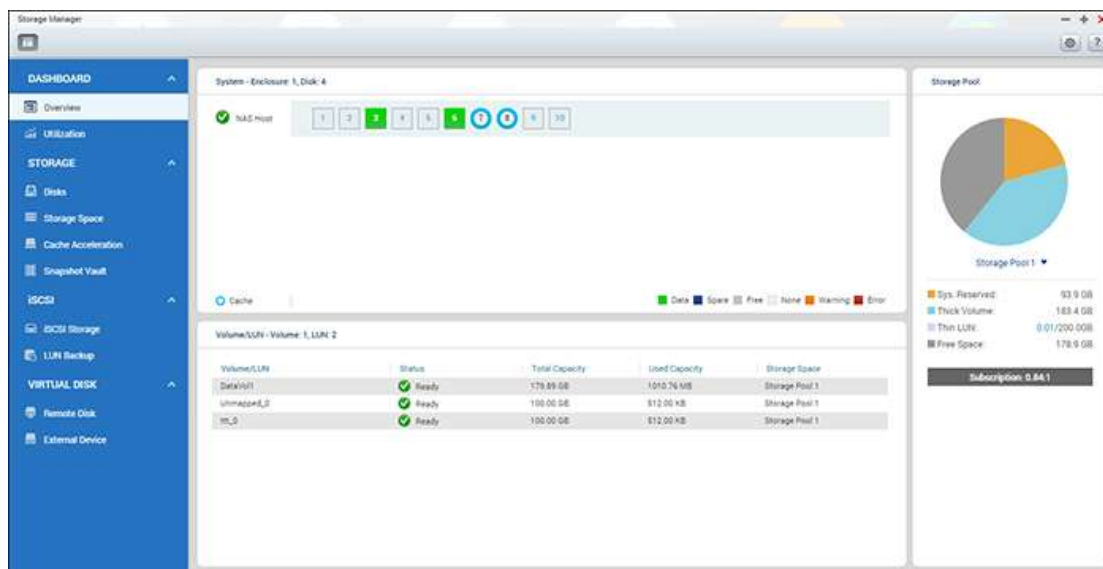 Storage Manager
DASHBOARD
Overview
Utilization
STORAGE
Disks
Storage Space
Cache Acceleration
Snapshot Vault
iSCSI
iSCSI Storage
LUN Backup
VIRTUAL DISK
Remote Disk
External Device
System - Enclosure: 1, Disk: 4
NAS Host 1 2 3 4 5 6 7 8 9 10
Cache Data Spare Free None Warning Error
Volume/LUN - Volume: 1, LUN: 2
Volume/LUN Status Total Capacity Used Capacity Storage Space
DataVol1 Ready 179.89 GB 1010.76 MB Storage Pool 1
Unmapped_0 Ready 100.00 GB 512.00 KB Storage Pool 1
Ready 100.00 GB 512.00 KB Storage Pool 1
Storage Pool
Storage Pool 1
Sys. Reserved: 93.9 GB
Thick Volume: 183.4 GB
Thin LUN: 0.01/200.0GB
Free Space: 178.9 GB
Subscription: 0.84:1